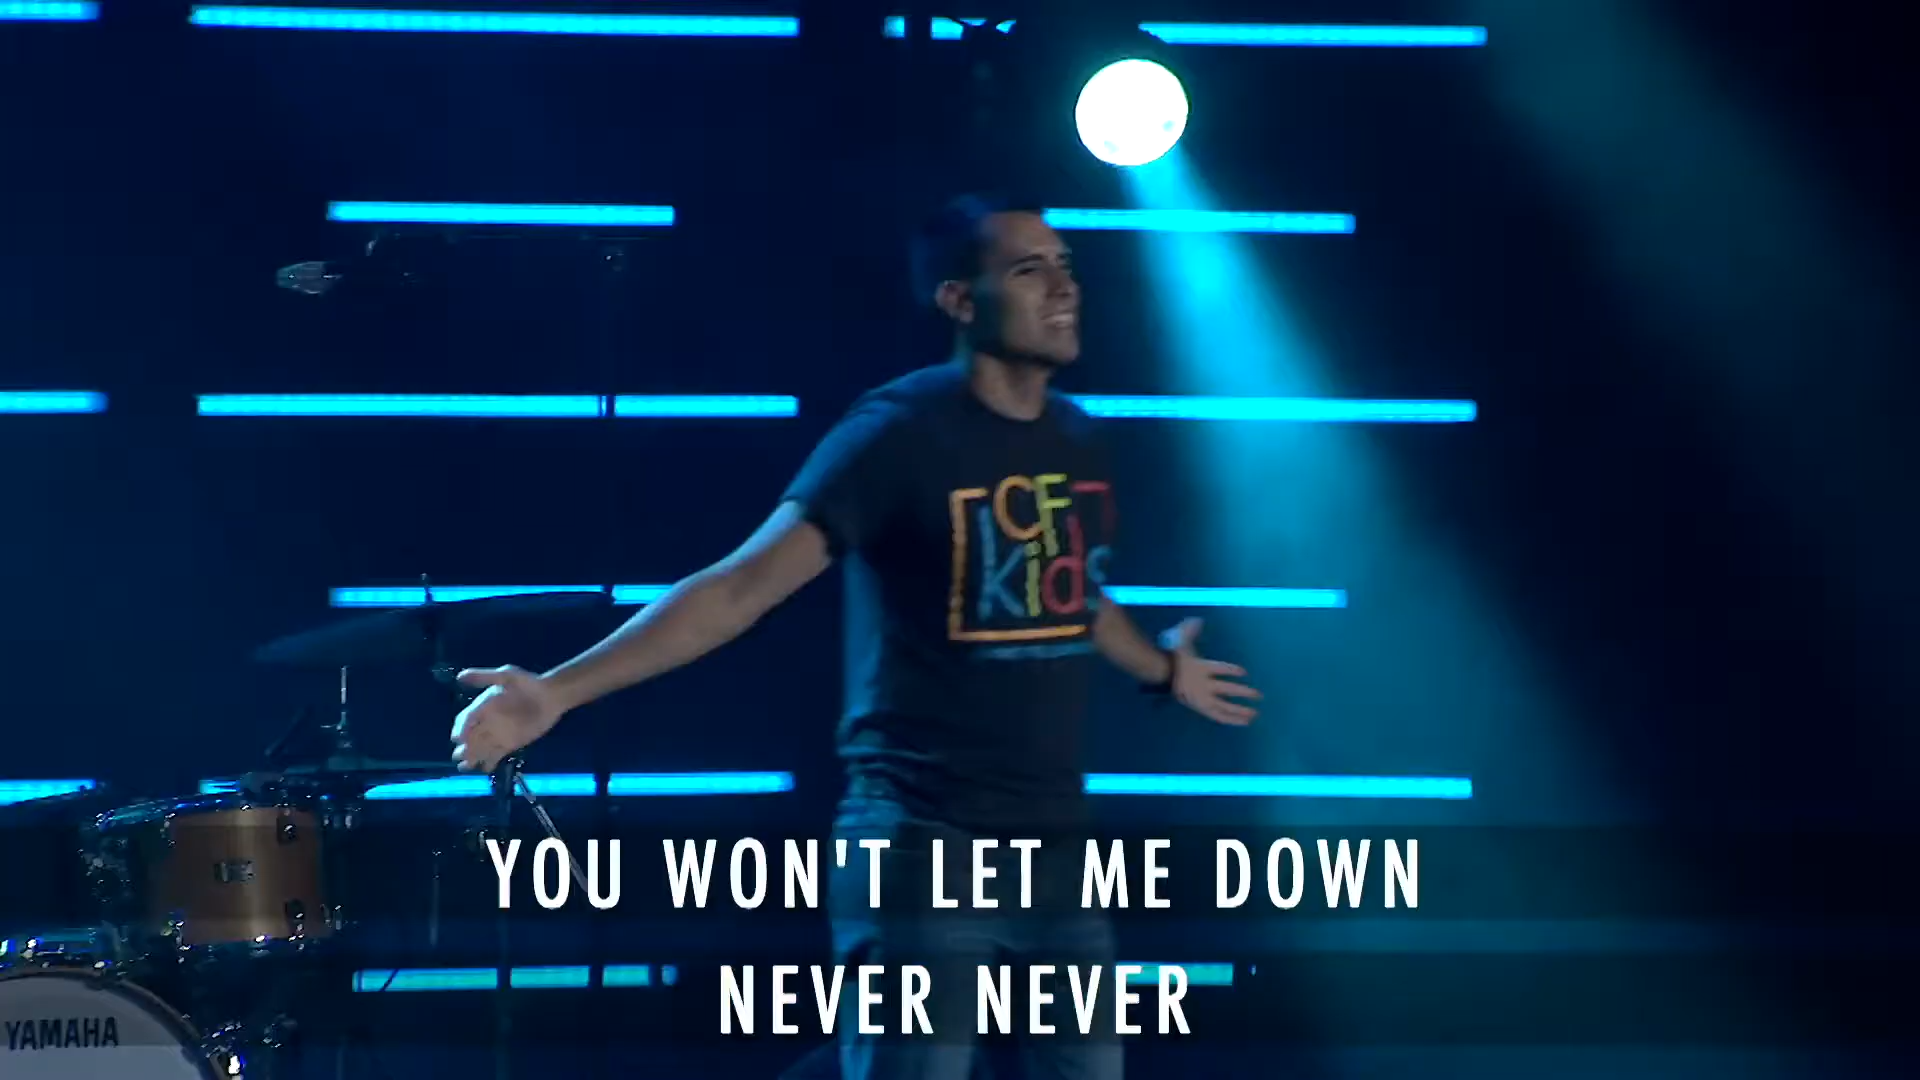 CF
kids
YAMAHA
YOU WON'T LET ME DOWN
NEVER NEVER